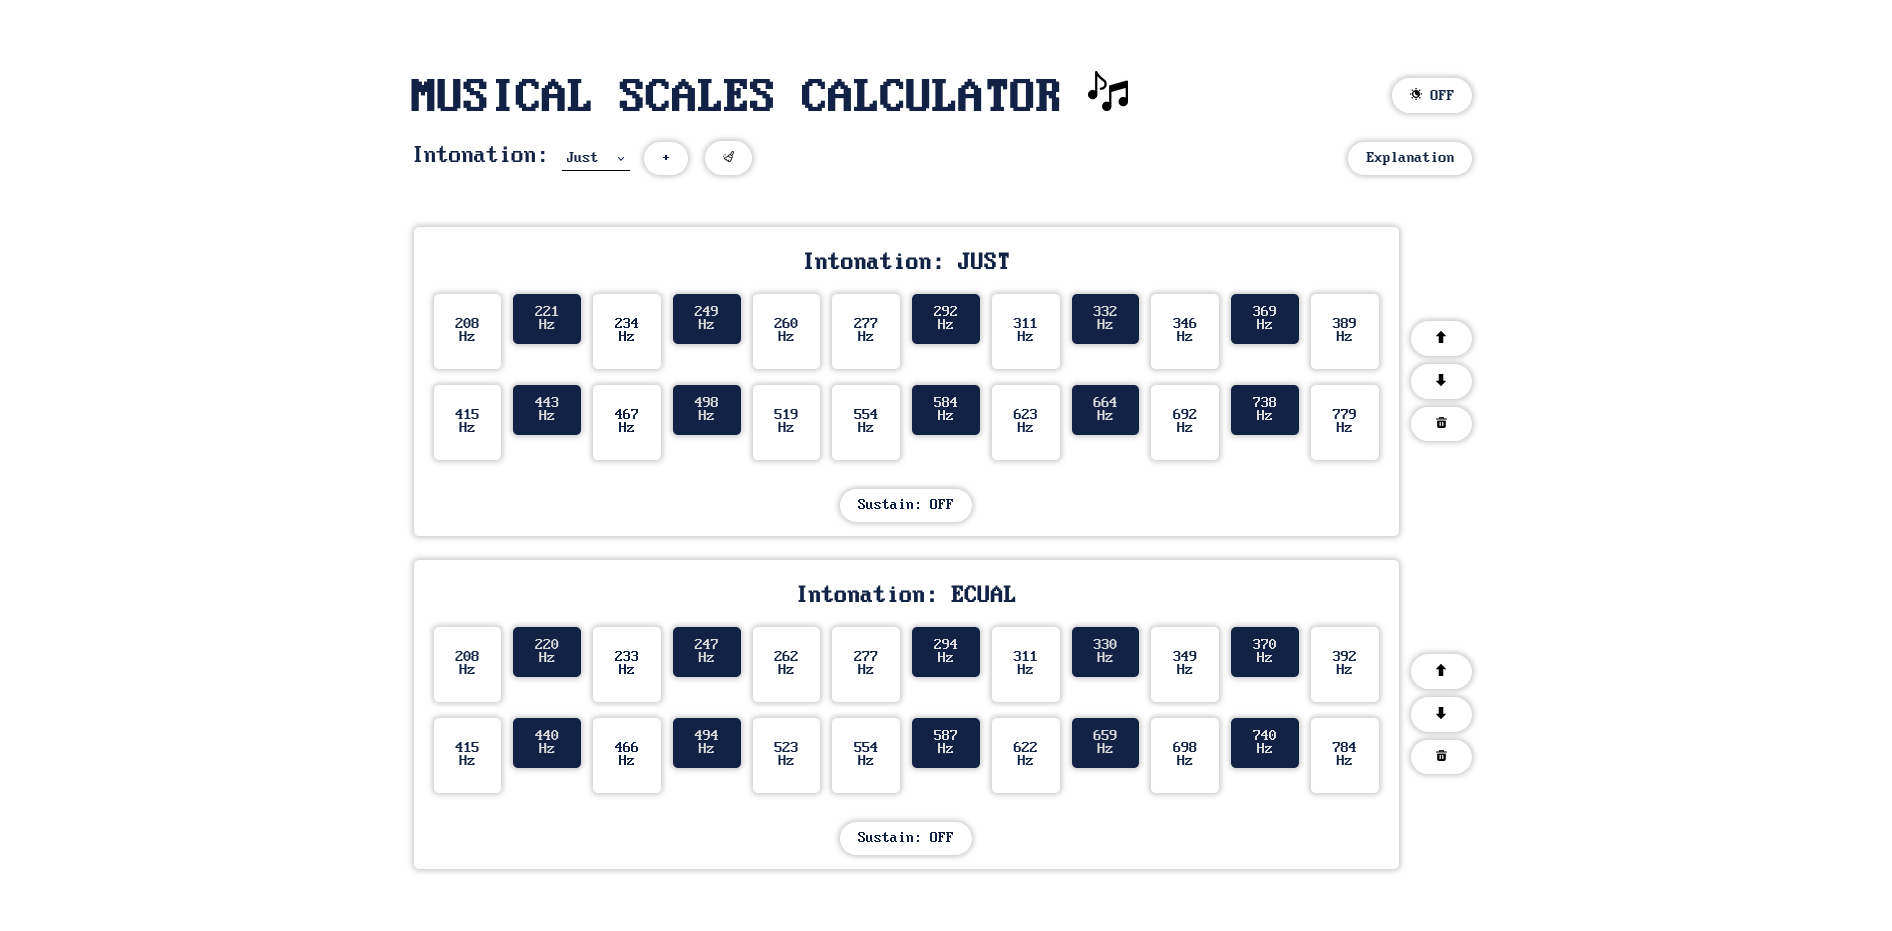 MUSICAL SCALES CALCULATOR
OFF
Intonation: Just
+
Explanation
Intonation: JUST
208 Hz
221 Hz
234 Hz
249 Hz
260 Hz
277 Hz
292 Hz
311 Hz
332 Hz
346 Hz
369 Hz
389 Hz
415 Hz
443 Hz
467 Hz
498 Hz
519 Hz
554 Hz
584 Hz
623 Hz
664 Hz
692 Hz
738 Hz
779 Hz
Sustain: OFF
Intonation: ECUAL
208 Hz
220 Hz
233 Hz
247 Hz
262 Hz
277 Hz
294 Hz
311 Hz
330 Hz
349 Hz
370 Hz
392 Hz
415 Hz
440 Hz
466 Hz
494 Hz
523 Hz
554 Hz
587 Hz
622 Hz
659 Hz
698 Hz
740 Hz
784 Hz
Sustain: OFF